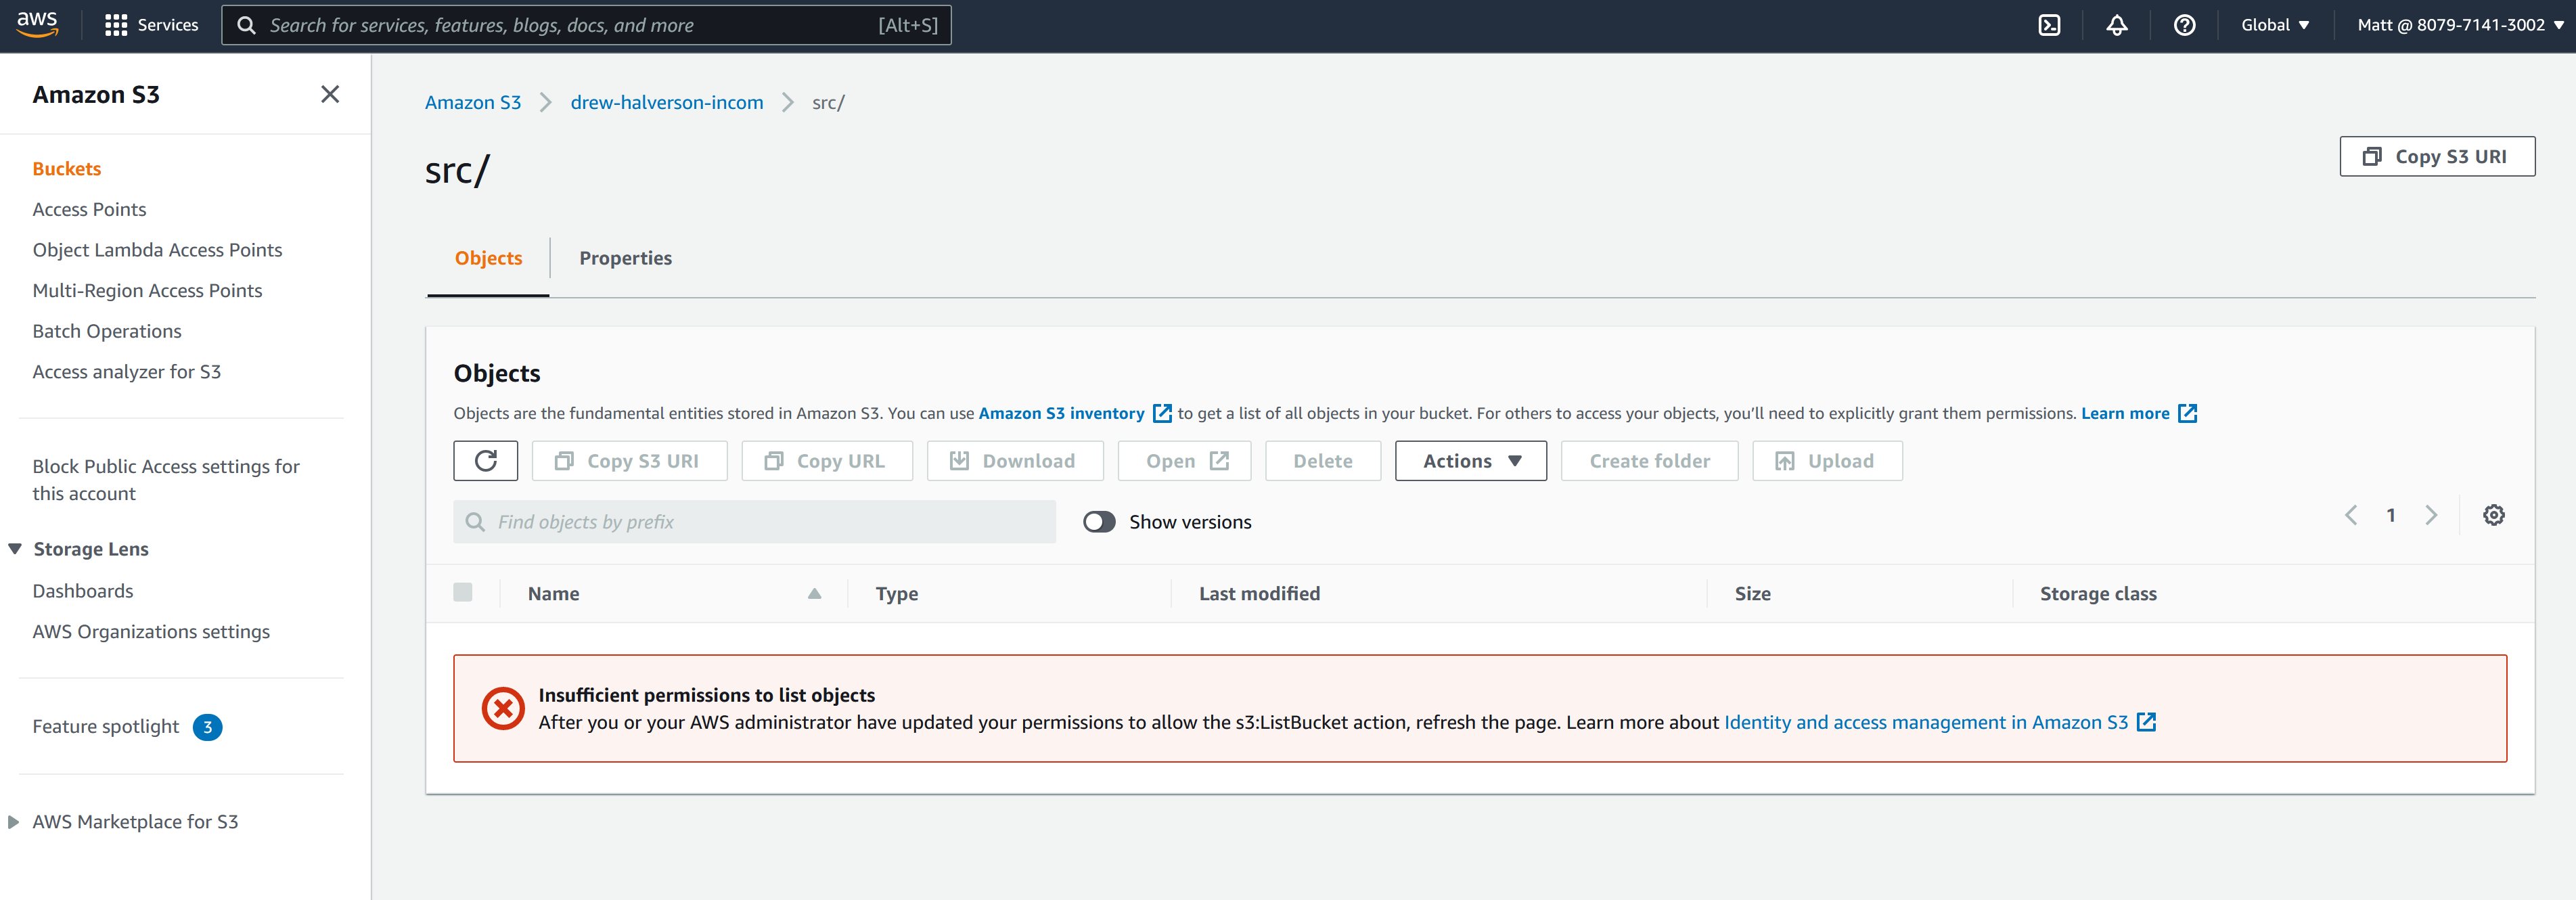 aws
Services
Search for services, features, blogs, docs, and more
[Alt+S]
Global
Matt @ 8079-7141-3002
Amazon S3
Buckets
Access Points
Object Lambda Access Points
Multi-Region Access Points
Batch Operations
Access analyzer for S3
Block Public Access settings for
this account
Storage Lens
Dashboards
AWS Organizations settings
Feature spotlight 3
AWS Marketplace for S3
Amazon S3 > drew-halverson-incom > src/
src/
Copy S3 URI
Objects
Properties
Objects
Objects are the fundamental entities stored in Amazon S3. You can use Amazon S3 inventory to get a list of all objects in your bucket. For others to access your objects, you'll need to explicitly grant them permissions. Learn more
Copy S3 URI
Copy URL
Download
Open
Delete
Actions
Create folder
Upload
Find objects by prefix
Show versions
1
Name
Type
Last modified
Size
Storage class
Insufficient permissions to list objects
After you or your AWS administrator have updated your permissions to allow the s3:ListBucket action, refresh the page. Learn more about Identity and access management in Amazon S3